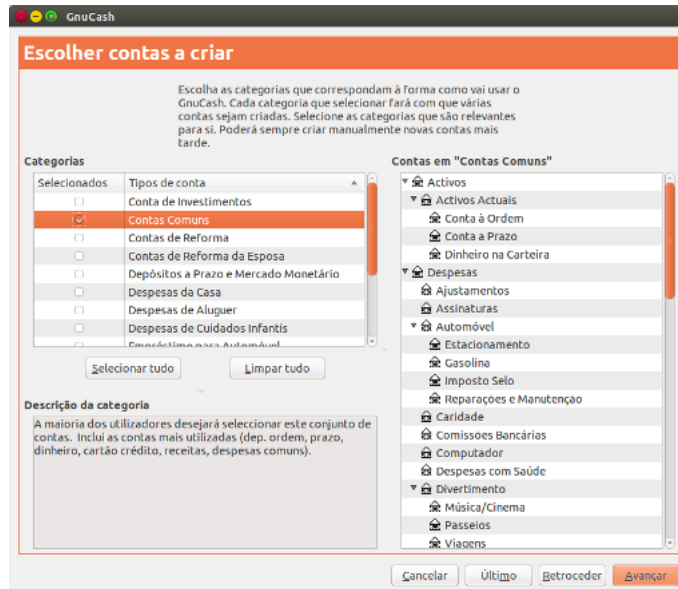 GnuCash
Escolher contas a criar
Escolha as categorias que correspondam à forma como vai usar o
GnuCash. Cada categoria que selecionar fará com que várias
contas sejam criadas. Selecione as categorias que são relevantes
para si. Poderá sempre criar manualmente novas contas mais
tarde.
Categorias
Selecionados Tipos de conta
Conta de Investimentos
Contas Comuns
Contas de Reforma
Contas de Reforma da Esposa
Depósitos a Prazo e Mercado Monetário
Despesas da Casa
Despesas de Aluguer
Despesas de Cuidados Infantis
Empréstimo para Automóvel
Selecionar tudo Limpar tudo
Descrição da categoria
A maioria dos utilizadores desejará seleccionar este conjunto de
contas. Inclui as contas mais utilizadas (dep. ordem, prazo,
dinheiro, cartão crédito, receitas, despesas comuns).
Contas em "Contas Comuns"
Activos
Activos Actuais
Conta à Ordem
Conta a Prazo
Dinheiro na Carteira
Despesas
Ajustamentos
Assinaturas
Automóvel
Estacionamento
Gasolina
Imposto Selo
Reparações e Manutenção
Caridade
Comissões Bancárias
Computador
Despesas com Saúde
Divertimento
Música/Cinema
Passeios
Viagens
Cancelar Último Retroceder Avançar